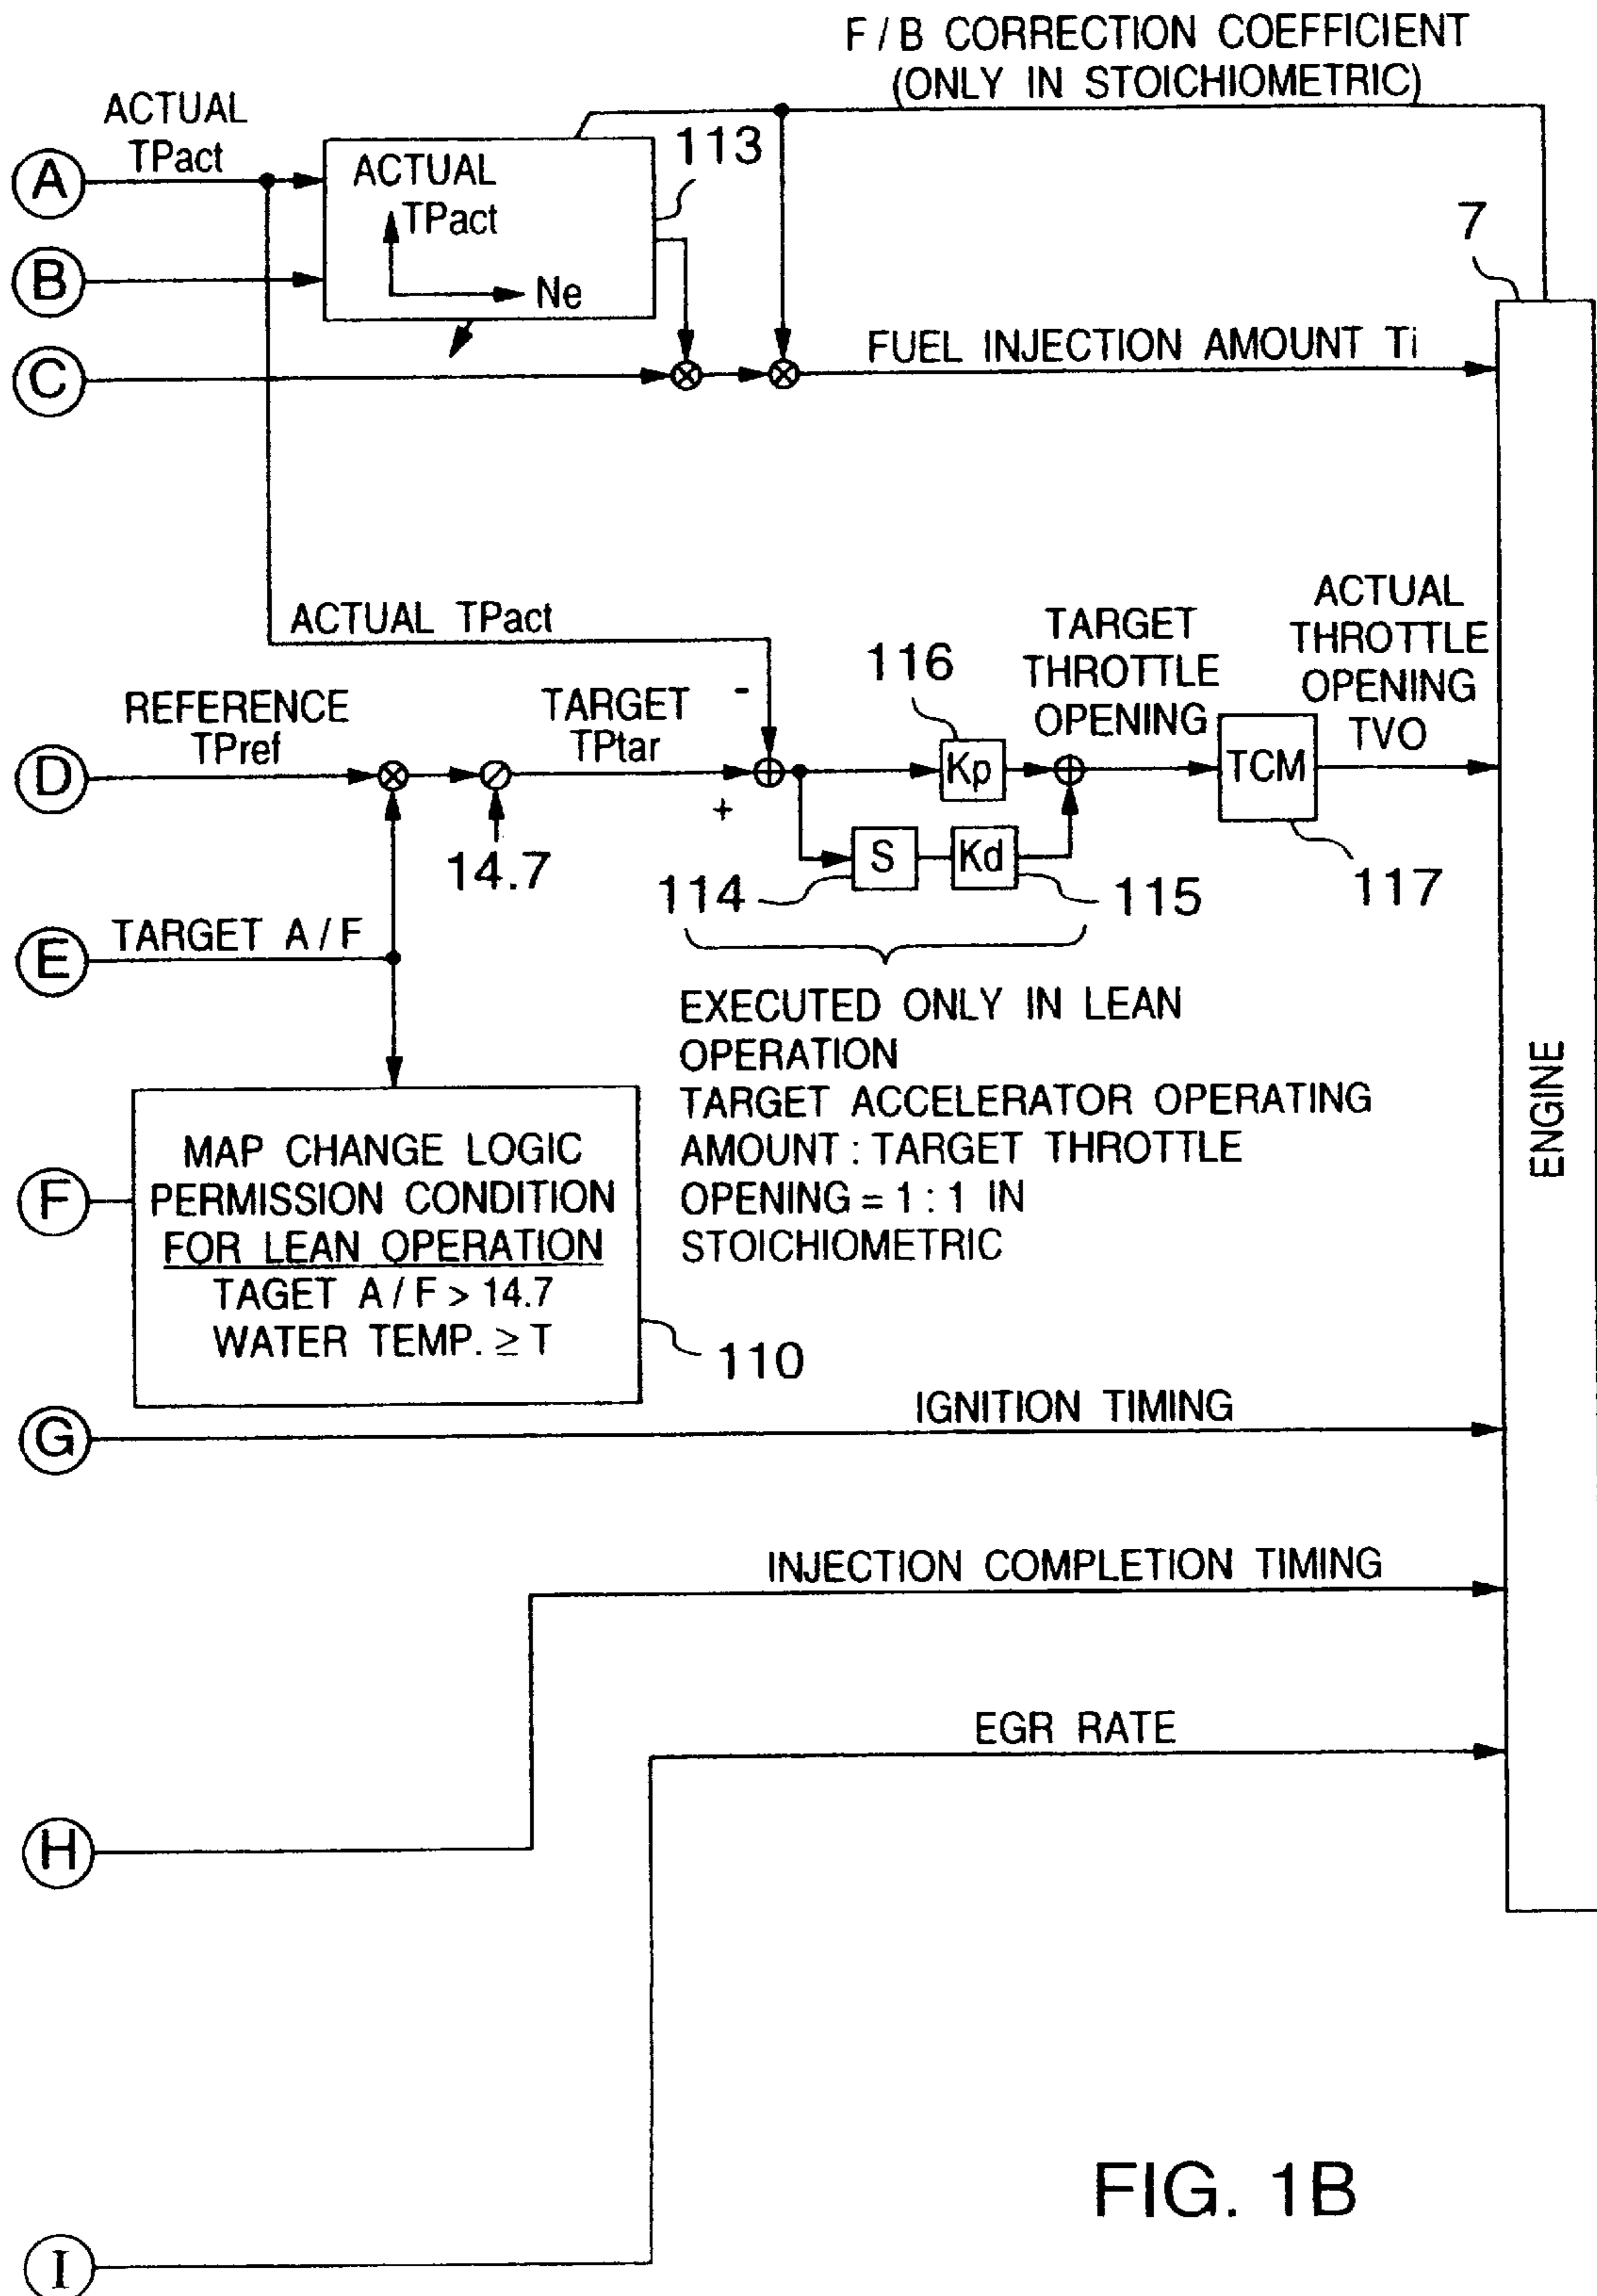 F / B CORRECTION COEFFICIENT
(ONLY IN STOICHIOMETRIC)
ACTUAL
TPact
A
ACTUAL
TPact
Ne
113
7
B
C
FUEL INJECTION AMOUNT Ti
ACTUAL TPact
-
116
TARGET
THROTTLE
OPENING
ACTUAL
THROTTLE
OPENING
TVO
REFERENCE
TPref
TARGET
TPtar
D
+
Kp
TCM
14.7
S
Kd
114
115
117
E
TARGET A / F
EXECUTED ONLY IN LEAN
OPERATION
TARGET ACCELERATOR OPERATING
AMOUNT : TARGET THROTTLE
OPENING = 1 : 1 IN
STOICHIOMETRIC
ENGINE
F
MAP CHANGE LOGIC
PERMISSION CONDITION
FOR LEAN OPERATION
TAGET A / F > 14.7
WATER TEMP. ≥ T
110
G
IGNITION TIMING
INJECTION COMPLETION TIMING
EGR RATE
H
I
FIG. 1B